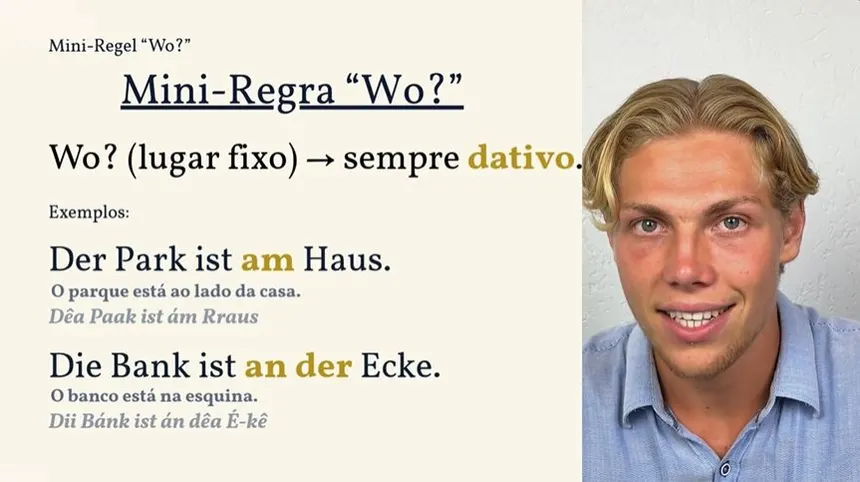 Mini-Regel “Wo?”
Mini-Regra “Wo?”
Wo? (lugar fixo) → sempre dativo.
Exemplos:
Der Park ist am Haus.
O parque está ao lado da casa.
Dêa Paak ist ám Rraus
Die Bank ist an der Ecke.
O banco está na esquina.
Dii Bánk ist án dêa É-kê